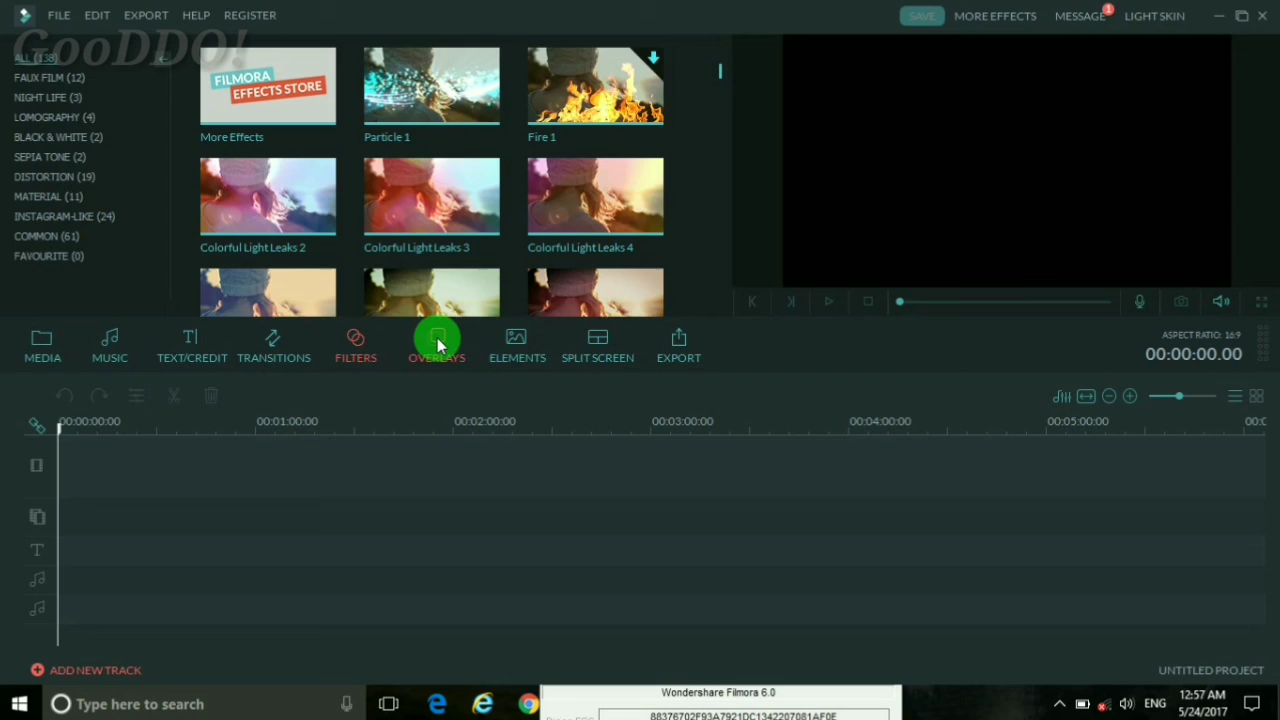 FILE EDIT EXPORT HELP REGISTER
SAVE MORE EFFECTS MESSAGE 1 LIGHT SKIN
GooDDO!
ALL (138)
FAUX FILM (12)
NIGHT LIFE (3)
LOMOGRAPHY (4)
BLACK & WHITE (2)
SEPIA TONE (2)
DISTORTION (19)
MATERIAL (11)
INSTAGRAM-LIKE (24)
COMMON (61)
FAVOURITE (0)
FILMORA
EFFECTS STORE
More Effects
Particle 1
Fire 1
Colorful Light Leaks 2
Colorful Light Leaks 3
Colorful Light Leaks 4
MEDIA
MUSIC
TEXT/CREDIT
TRANSITIONS
FILTERS
OVERLAYS
ELEMENTS
SPLIT SCREEN
EXPORT
ASPECT RATIO: 16:9
00:00:00.00
00:00:00:00 00:01:00:00 00:02:00:00 00:03:00:00 00:04:00:00 00:05:00:00
ADD NEW TRACK
UNTITLED PROJECT
Type here to search
Wondershare Filmora 6.0
88376702F93A7921DC1342207081AF0E
ENG
12:57 AM
5/24/2017